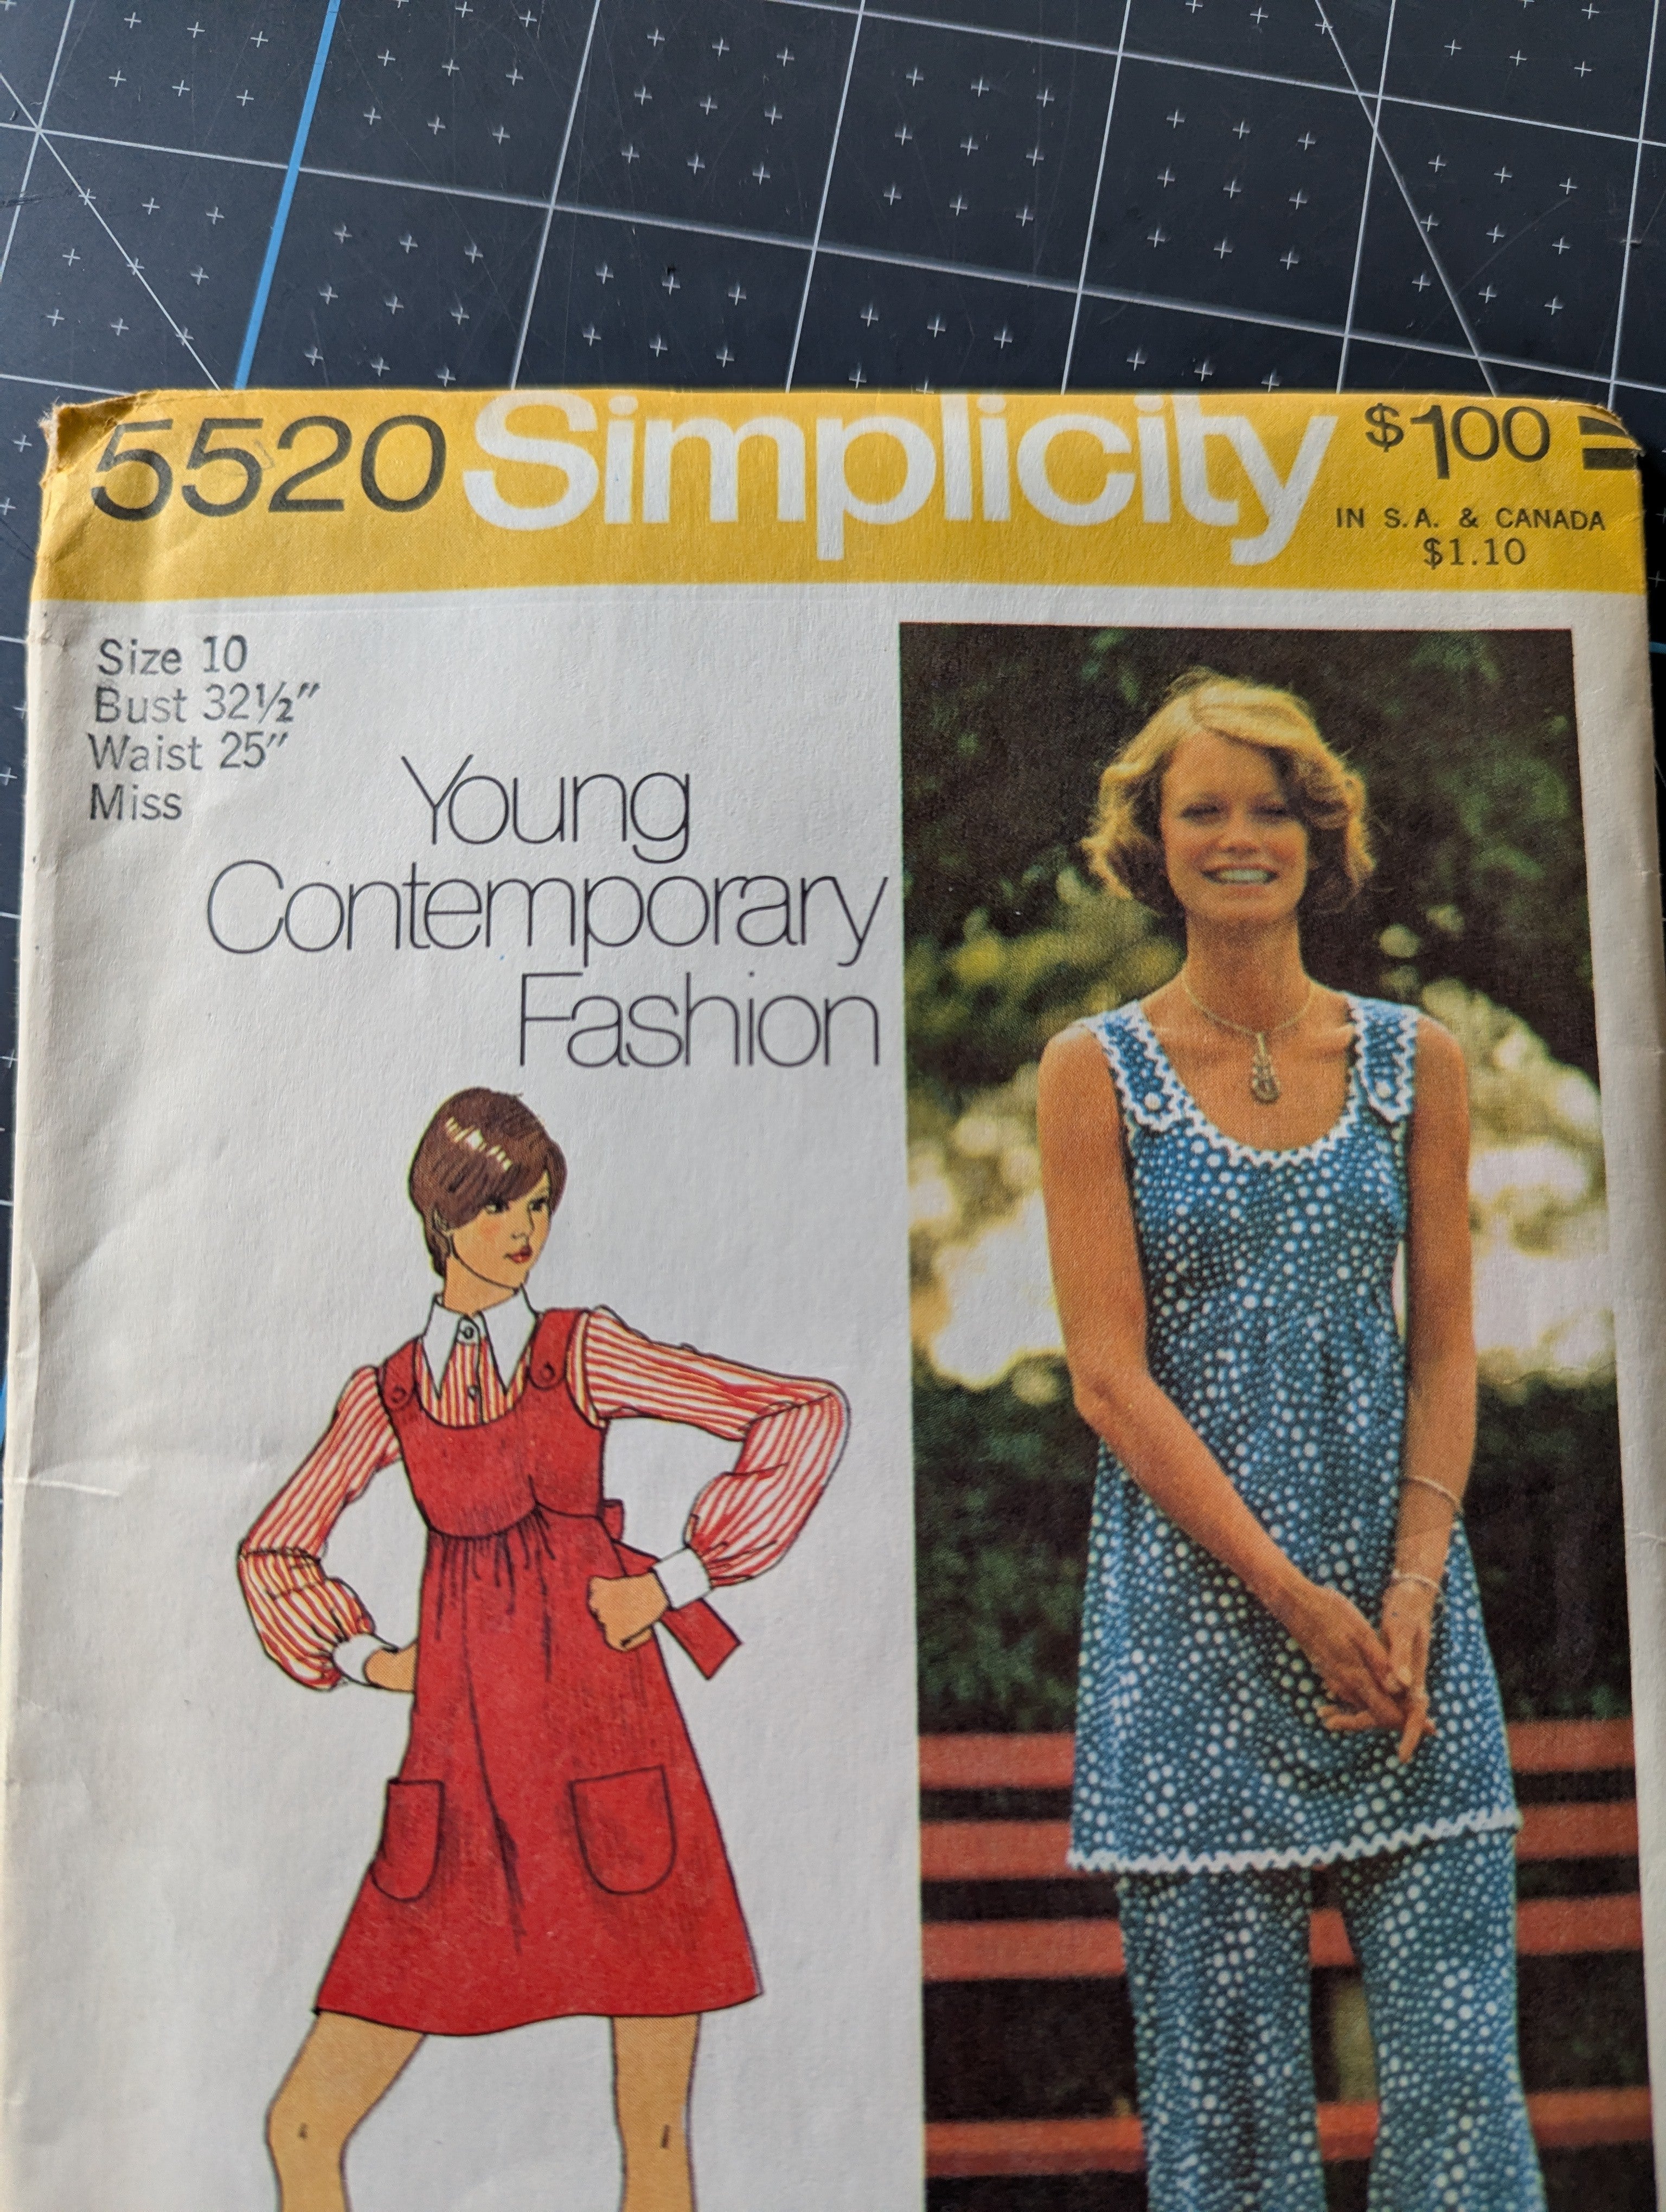 5520 Simplicity $1.00
IN S.A. & CANADA
$1.10
Size 10
Bust 32½"
Waist 25"
Miss
Young
Contemporary
Fashion